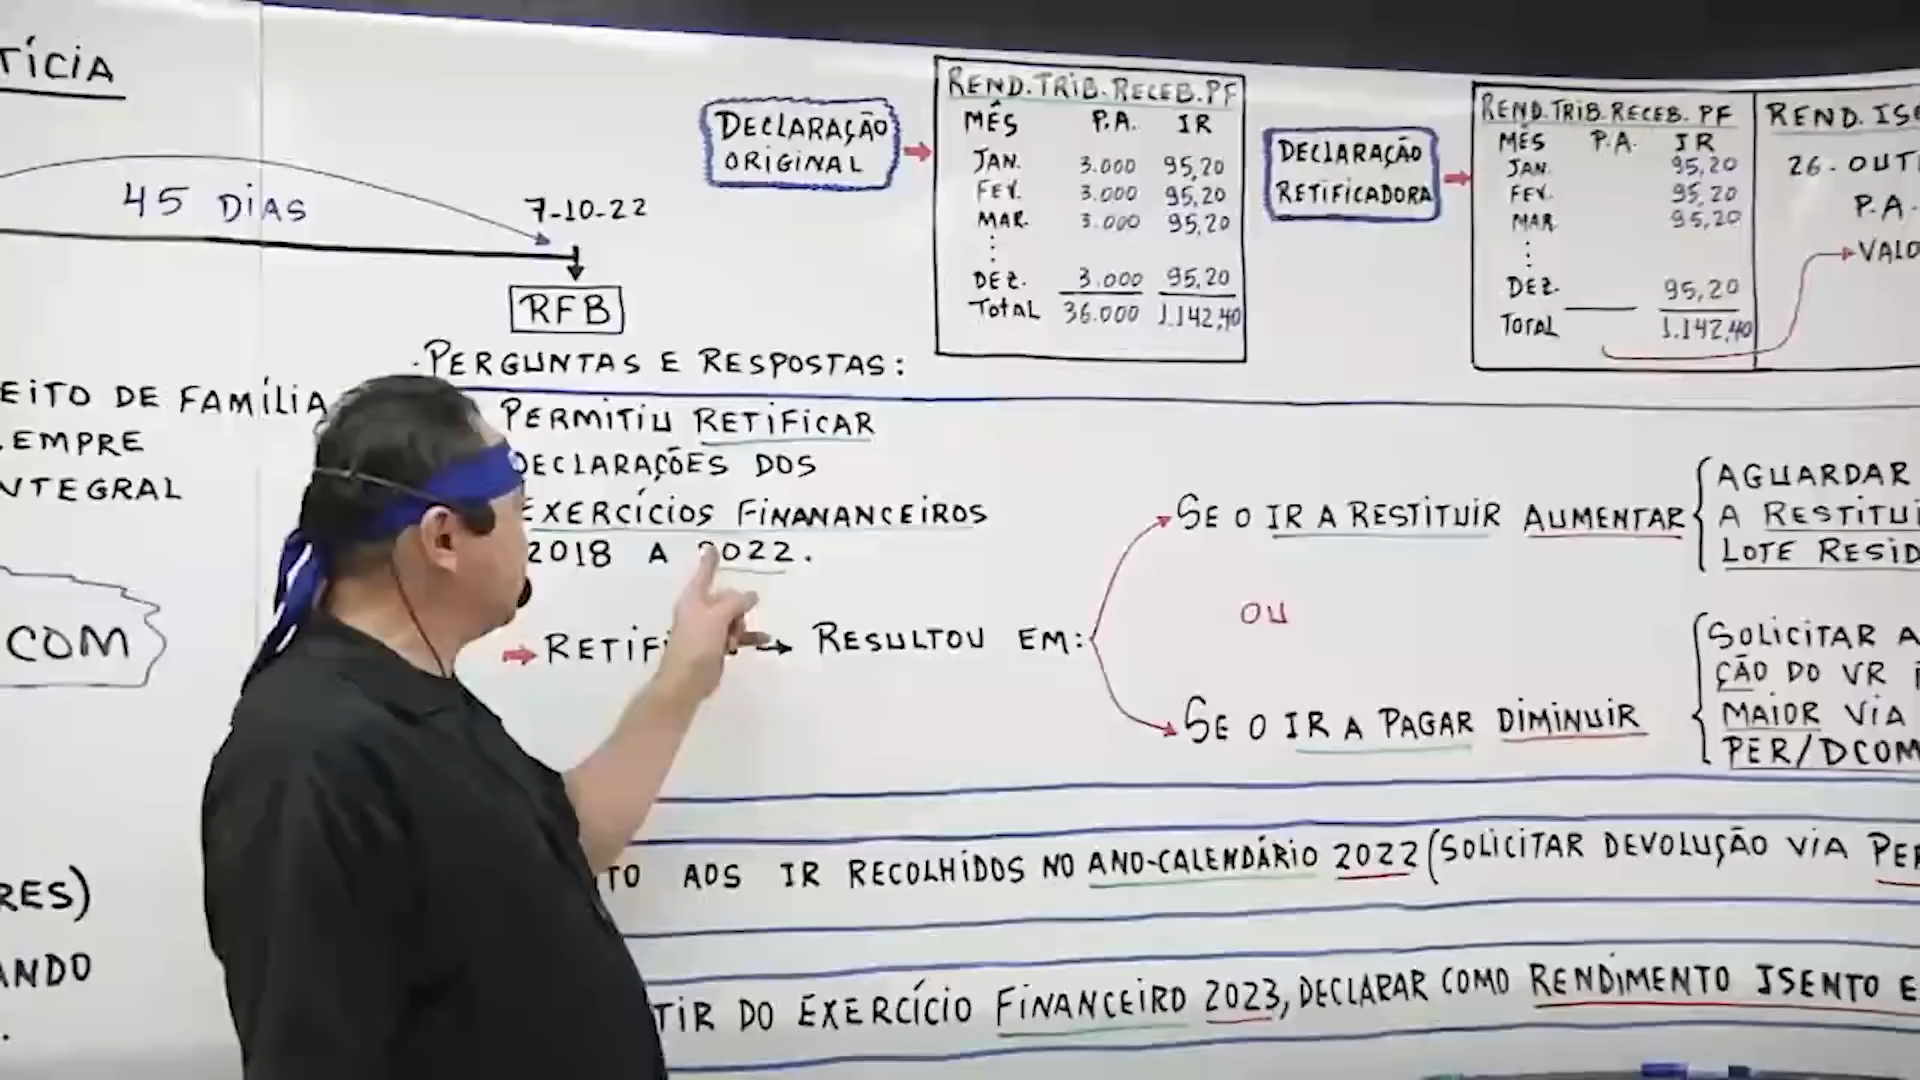 TÍCIA
45 DIAS
7-10-22
RFB
EITO DE FAMÍLIA
EMPRE
NTEGRAL
COM
RES)
ANDO
DECLARAÇÃO
ORIGINAL
REND.TRIB.RECEB.PF
MÊS P.A. IR
JAN. 3.000 95,20
FEV. 3.000 95,20
MAR. 3.000 95,20
DEZ. 3.000 95,20
TOTAL 36.000 1.142,40
DECLARAÇÃO
RETIFICADORA
REND.TRIB.RECEB.PF
MÊS P.A. IR
JAN. 95,20
FEV. 95,20
MAR. 95,20
DEZ. 95,20
TOTAL 1.142,40
REND.ISE
26-OUT
P.A.
VALO
PERGUNTAS E RESPOSTAS:
PERMITIU RETIFICAR
DECLARAÇÕES DOS
EXERCÍCIOS FINANANCEIROS
2018 A 2022.
RETIFI
RESULTOU EM:
SE O IR A RESTITUIR AUMENTAR
AGUARDAR
A RESTITUI
LOTE RESID
OU
SE O IR A PAGAR DIMINUIR
SOLICITAR A
ÇÃO DO VR
MAIOR VIA
PER/DCOM
TO AOS IR RECOLHIDOS NO ANO-CALENDÁRIO 2022 (SOLICITAR DEVOLUÇÃO VIA PER
TIR DO EXERCÍCIO FINANCEIRO 2023, DECLARAR COMO RENDIMENTO ISENTO E